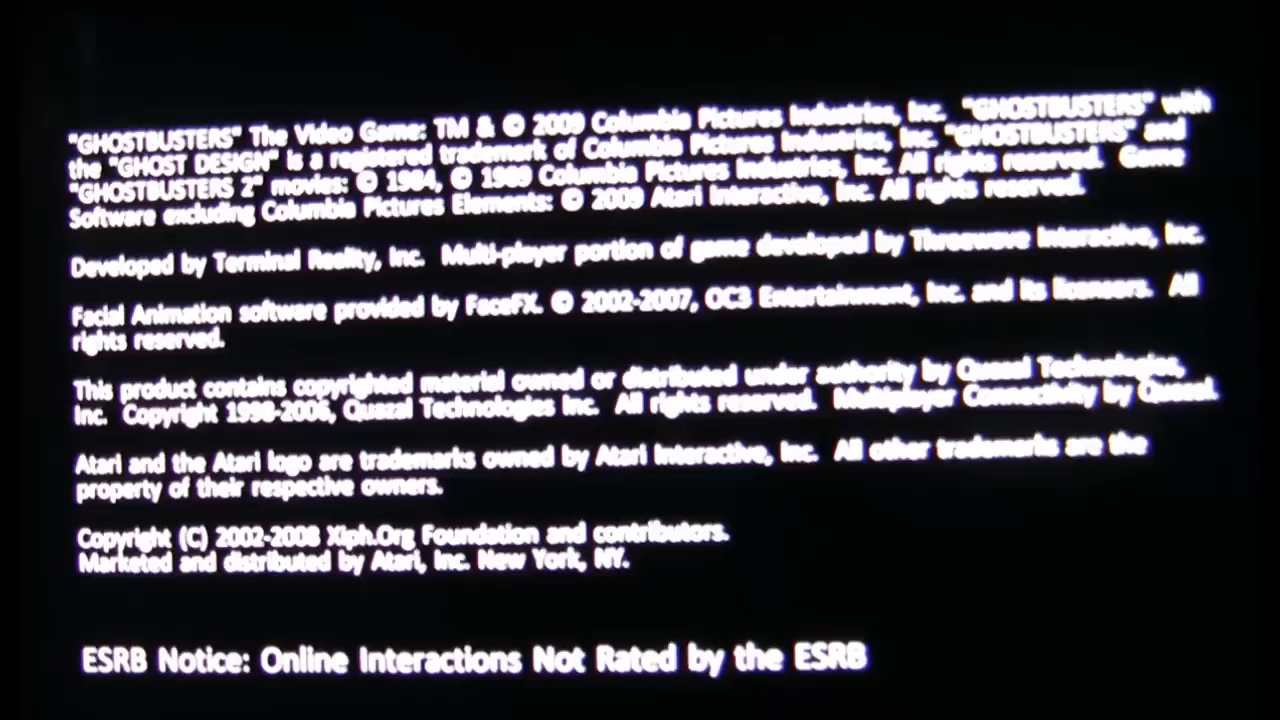 "GHOSTBUSTERS" The Video Game: TM & © 2009 Columbia Pictures Industries, Inc. "GHOSTBUSTERS" with
the "GHOST DESIGN" is a registered trademark of Columbia Pictures Industries, Inc. "GHOSTBUSTERS" and
"GHOSTBUSTERS 2" movies: © 1984, © 1989 Columbia Pictures Industries, Inc. All rights reserved. Game
Software excluding Columbia Pictures Elements: © 2009 Atari Interactive, Inc. All rights reserved.
Developed by Terminal Reality, Inc. Multi-player portion of game developed by Threewave Interactive, Inc.
Facial Animation software provided by FaceFX. © 2002-2007, OC3 Entertainment, Inc. and its licensors. All
rights reserved.
This product contains copyrighted material owned or distributed under authority by Quazal Technologies,
Inc. Copyright 1998-2006, Quazal Technologies Inc. All rights reserved. Multiplayer Connectivity by Quazal.
Atari and the Atari logo are trademarks owned by Atari Interactive, Inc. All other trademarks are the
property of their respective owners.
Copyright (C) 2002-2008 Xiph.Org Foundation and contributors.
Marketed and distributed by Atari, Inc. New York, NY.
ESRB Notice: Online Interactions Not Rated by the ESRB